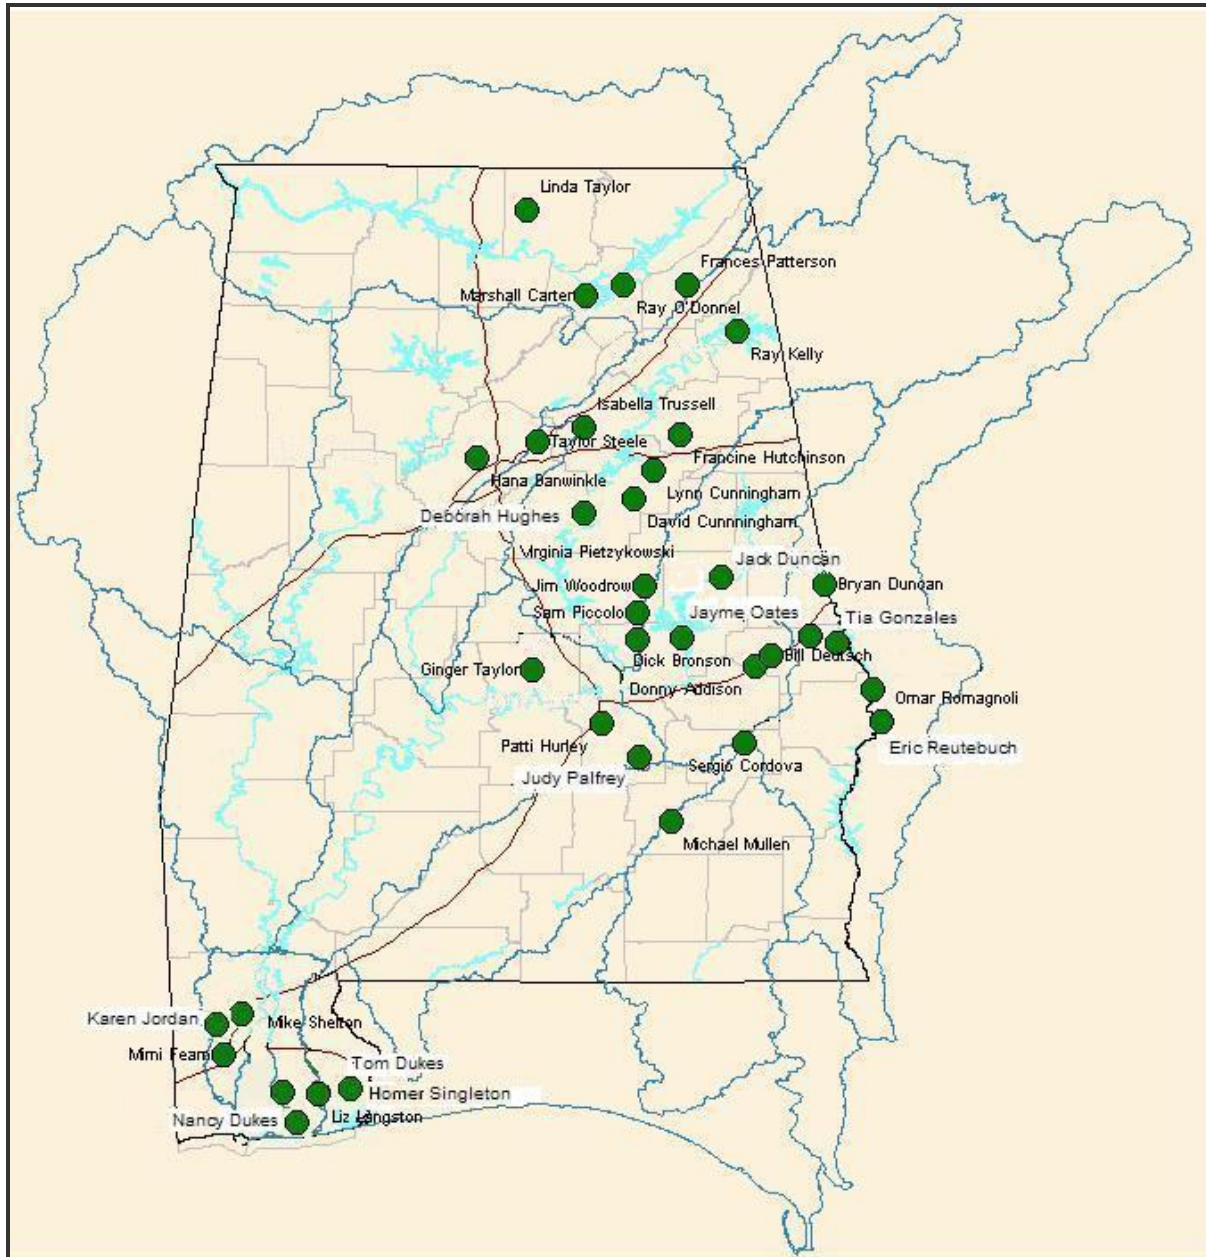 Linda Taylor
Frances Patterson
Marshall Carter
Ray O'Donnel
Ray Kelly
Isabella Trussell
Taylor Steele
Francine Hutchinson
Hana Banwinkle
Lynn Cunningham
Deborah Hughes
David Cunnningham
Virginia Pietzykowski
Jack Duncan
Jim Woodrow
Bryan Duncan
Sam Piccolo
Jayme Oates
Tia Gonzales
Dick Bronson
Bill Deutsch
Ginger Taylor
Donny Addison
Omar Romagnoli
Patti Hurley
Eric Reutebuch
Judy Palfrey
Sergio Cordova
Michael Mullen
Karen Jordan
Mike Shelton
Mimi Fearn
Tom Dukes
Homer Singleton
Nancy Dukes
Liz Langston